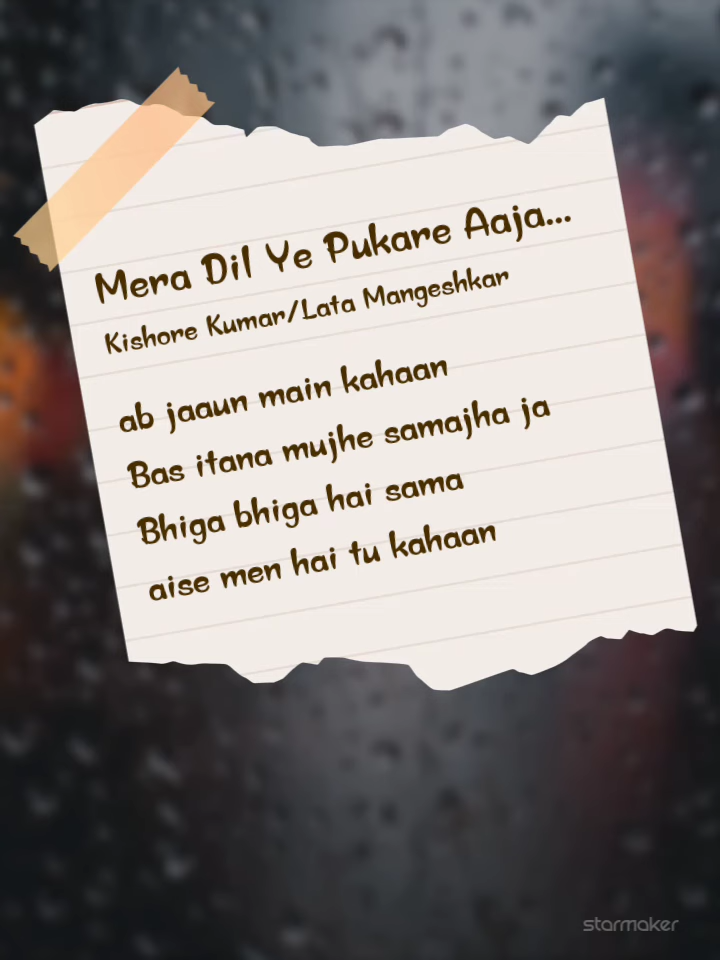 Mera Dil Ye Pukare Aaja...
Kishore Kumar/Lata Mangeshkar
ab jaaun main kahaan
Bas itana mujhe samajha ja
Bhiga bhiga hai sama
aise men hai tu kahaan
starmaker